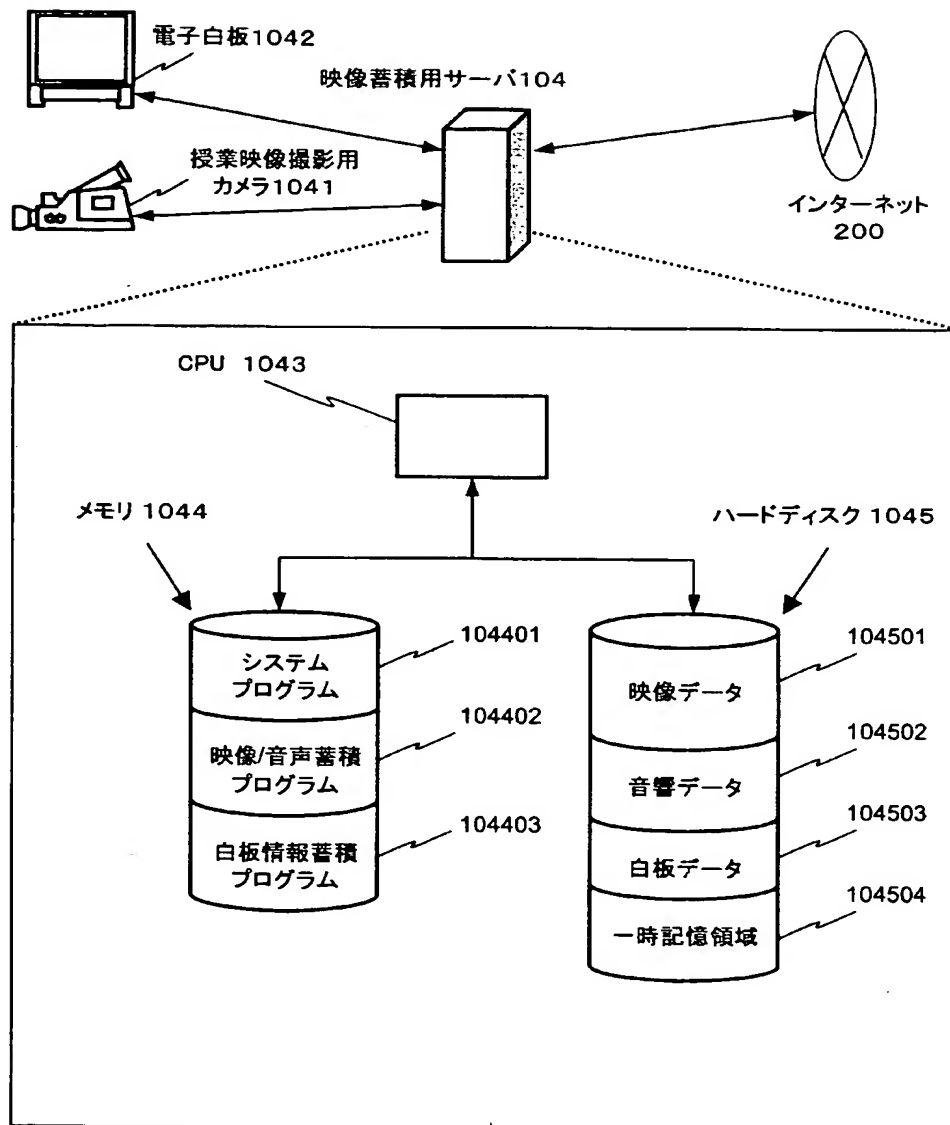 電子白板1042
映像蓄積用サーバ104
授業映像撮影用
カメラ1041
インターネット
200
CPU 1043
メモリ 1044
ハードディスク 1045
システム
プログラム
104401
映像/音声蓄積
プログラム
104402
白板情報蓄積
プログラム
104403
映像データ
104501
音響データ
104502
白板データ
104503
一時記憶領域
104504